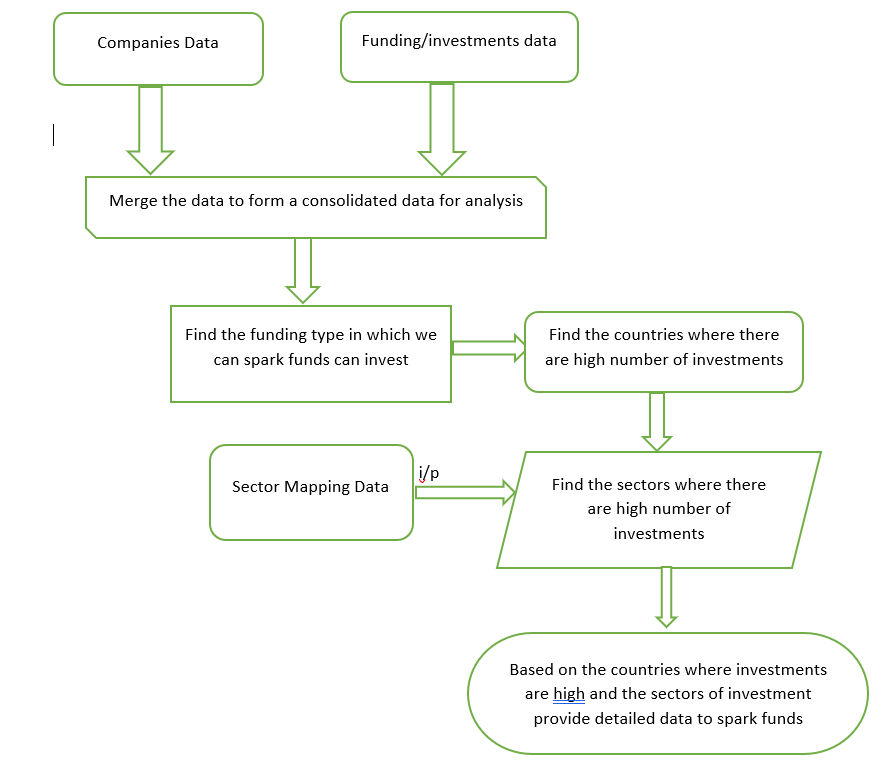 Companies Data
Funding/investments data
Merge the data to form a consolidated data for analysis
Find the funding type in which we
can spark funds can invest
Find the countries where there
are high number of investments
Sector Mapping Data
i/p
Find the sectors where there
are high number of
investments
Based on the countries where investments
are high and the sectors of investment
provide detailed data to spark funds